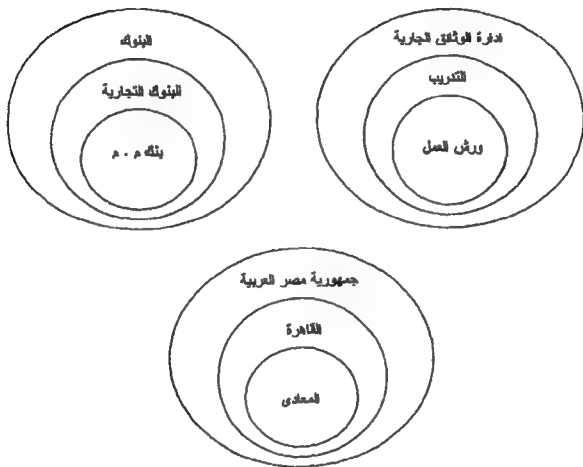 البنوك
البنوك التجارية
بنك م . م
ادارة الوثائق الجارية
التدريب
ورش العمل
جمهورية مصر العربية
القاهرة
المعادى